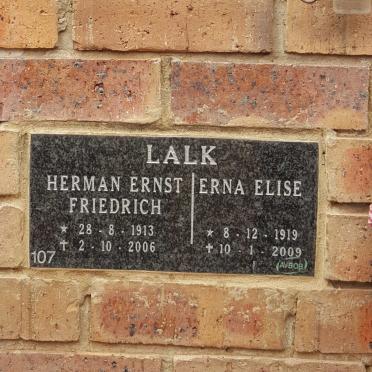 LALK
HERMAN ERNST
FRIEDRICH
★ 28 - 8 - 1913
✝ 2 - 10 - 2006
ERNA ELISE
★ 8 - 12 - 1919
✝ 10 - 1 - 2009
107
(AVBOB)